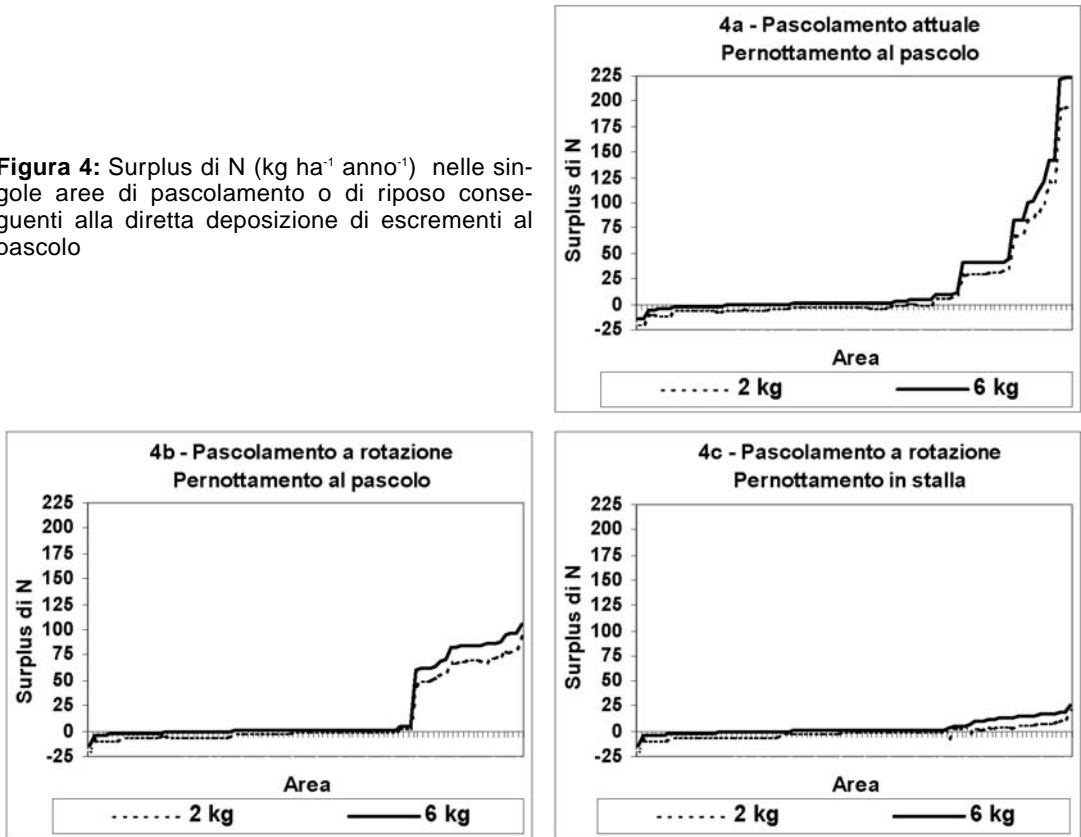 4a - Pascolamento attuale
Pernottamento al pascolo
225
200
175
150
125
100
75
50
25
0
-25
Surplus di N
Area
2 kg 6 kg
Figura 4: Surplus di N (kg ha⁻¹ anno⁻¹) nelle sin-
gole aree di pascolamento o di riposo conse-
guenti alla diretta deposizione di escrementi al
pascolo
4b - Pascolamento a rotazione
Pernottamento al pascolo
225
200
175
150
125
100
75
50
25
0
-25
Surplus di N
Area
2 kg 6 kg
4c - Pascolamento a rotazione
Pernottamento in stalla
225
200
175
150
125
100
75
50
25
0
-25
Surplus di N
Area
2 kg 6 kg